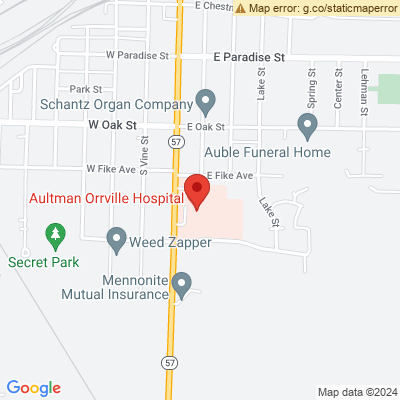 E Chestn
Map error: g.co/staticmaperror
W Paradise St
E Paradise St
Park St
Lake St
Spring St
Center St
Lehman St
Schantz Organ Company
W Oak St
E Oak St
57
S Vine St
Auble Funeral Home
W Fike Ave
E Fike Ave
Aultman Orrville Hospital
Lake St
Weed Zapper
Secret Park
Mennonite
Mutual Insurance
57
Google
Map data ©2024